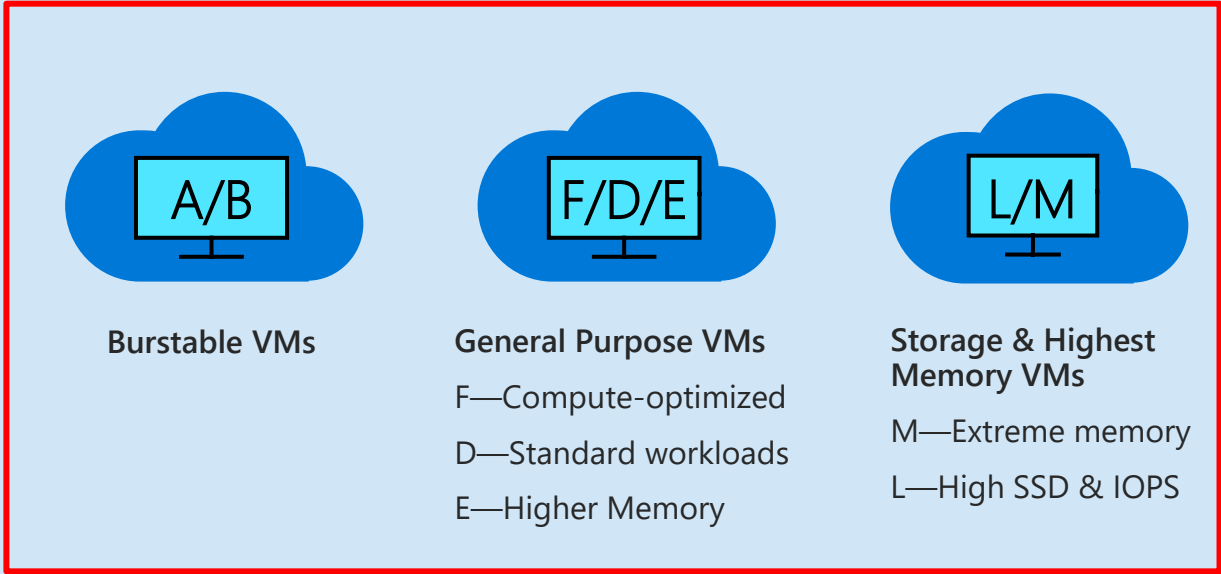 A/B
Burstable VMs
F/D/E
General Purpose VMs
F—Compute-optimized
D—Standard workloads
E—Higher Memory
L/M
Storage & Highest
Memory VMs
M—Extreme memory
L—High SSD & IOPS